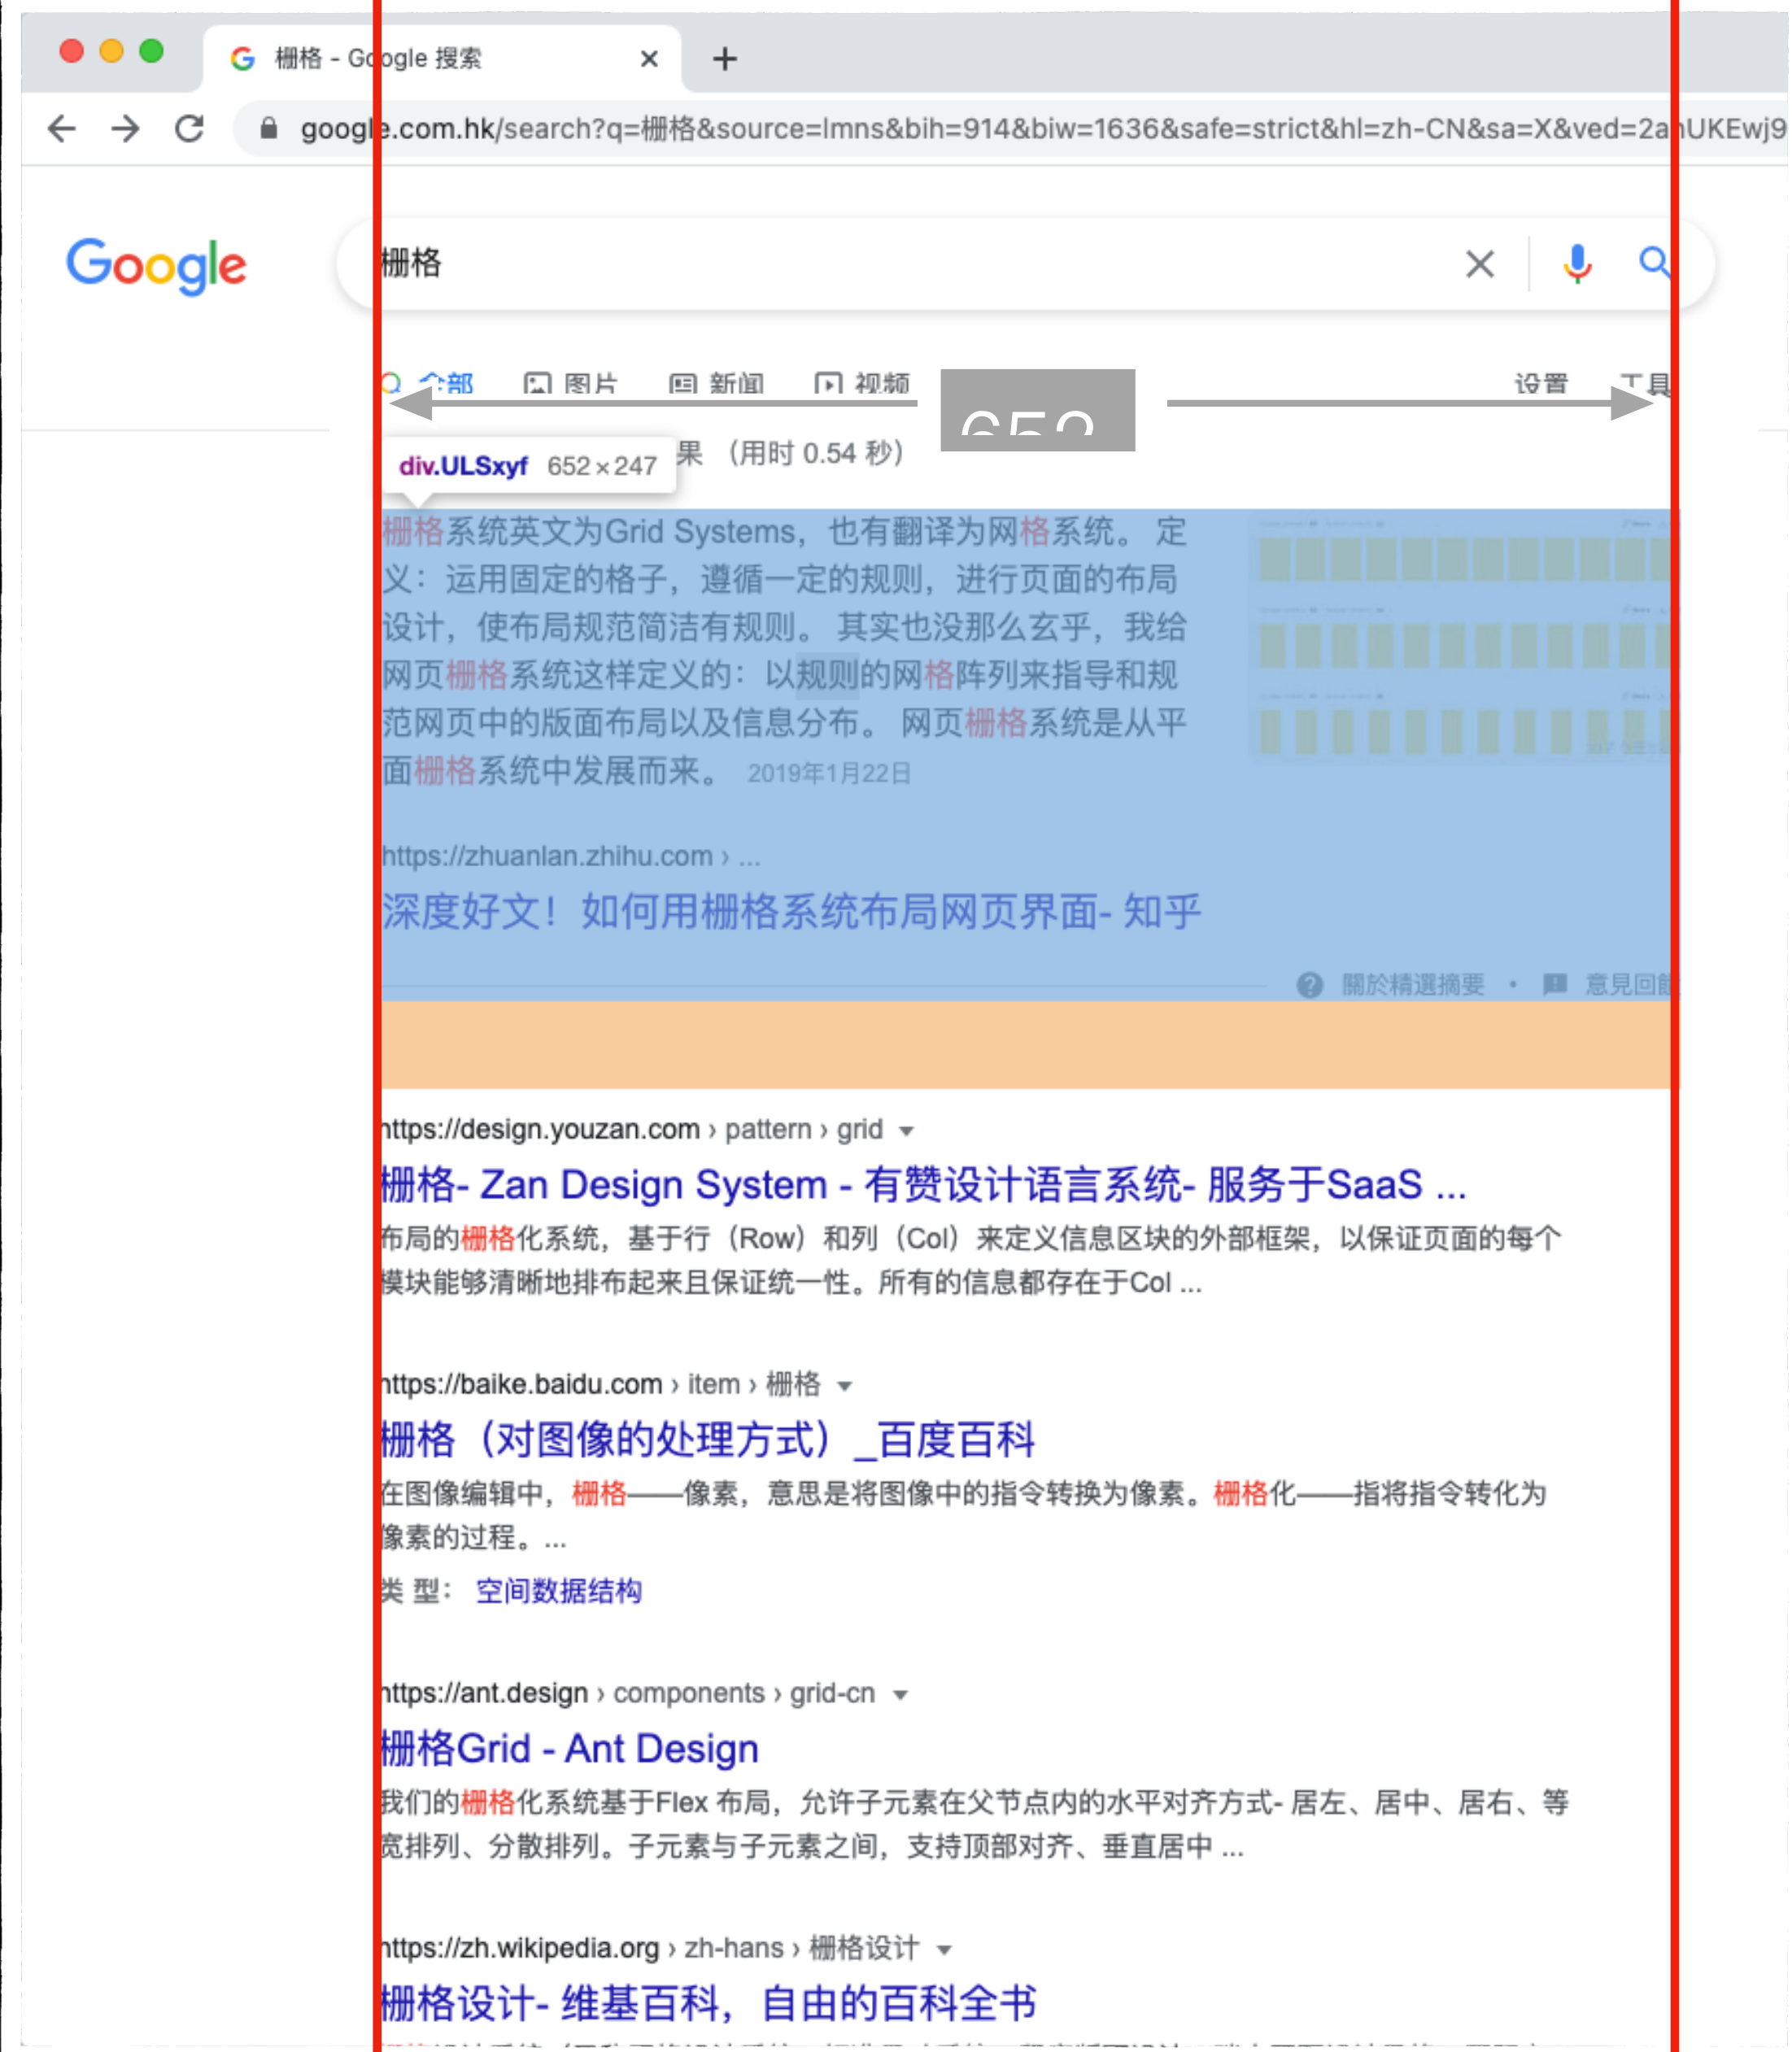 栅格 - Google 搜索
google.com.hk/search?q=栅格&source=lmns&bih=914&biw=1636&safe=strict&hl=zh-CN&sa=X&ved=2ahUKEwj9
Google
栅格
全部 图片 新闻 视频 设置 工具
652
果 （用时 0.54 秒）
div.ULSxyf 652×247
栅格系统英文为Grid Systems，也有翻译为网格系统。 定
义：运用固定的格子，遵循一定的规则，进行页面的布局
设计，使布局规范简洁有规则。 其实也没那么玄乎，我给
网页栅格系统这样定义的：以规则的网格阵列来指导和规
范网页中的版面布局以及信息分布。 网页栅格系统是从平
面栅格系统中发展而来。 2019年1月22日
https://zhuanlan.zhihu.com › ...
深度好文！如何用栅格系统布局网页界面- 知乎
關於精選摘要 • 意見回饋
https://design.youzan.com › pattern › grid
栅格- Zan Design System - 有赞设计语言系统- 服务于SaaS ...
布局的栅格化系统，基于行（Row）和列（Col）来定义信息区块的外部框架，以保证页面的每个
模块能够清晰地排布起来且保证统一性。所有的信息都存在于Col ...
https://baike.baidu.com › item › 栅格
栅格（对图像的处理方式）_百度百科
在图像编辑中，栅格——像素，意思是将图像中的指令转换为像素。栅格化——指将指令转化为
像素的过程。...
类 型： 空间数据结构
https://ant.design › components › grid-cn
栅格Grid - Ant Design
我们的栅格化系统基于Flex 布局，允许子元素在父节点内的水平对齐方式- 居左、居中、居右、等
宽排列、分散排列。子元素与子元素之间，支持顶部对齐、垂直居中 ...
https://zh.wikipedia.org › zh-hans › 栅格设计
栅格设计- 维基百科，自由的百科全书